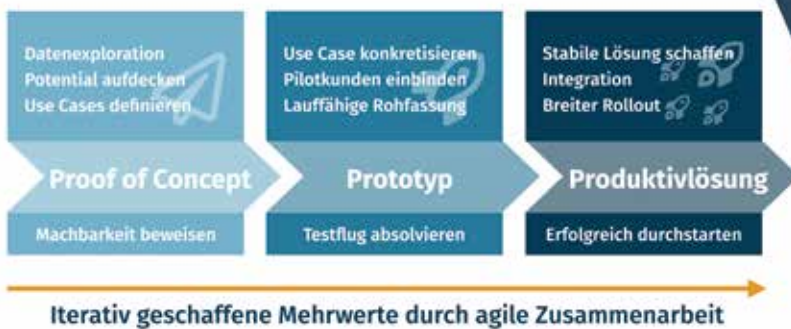 Datenexploration
Potential aufdecken
Use Cases definieren
Proof of Concept
Machbarkeit beweisen
Use Case konkretisieren
Pilotkunden einbinden
Lauffähige Rohfassung
Prototyp
Testflug absolvieren
Stabile Lösung schaffen
Integration
Breiter Rollout
Produktivlösung
Erfolgreich durchstarten
Iterativ geschaffene Mehrwerte durch agile Zusammenarbeit